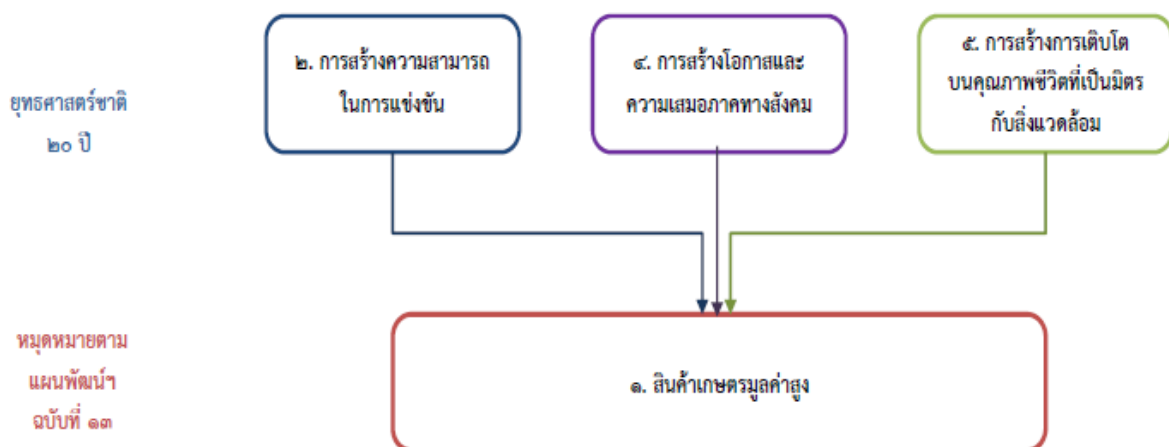 ยุทธศาสตร์ชาติ
๒๐ ปี
๒. การสร้างความสามารถ
ในการแข่งขัน
๔. การสร้างโอกาสและ
ความเสมอภาคทางสังคม
๕. การสร้างการเติบโต
บนคุณภาพชีวิตที่เป็นมิตร
กับสิ่งแวดล้อม
หมุดหมายตาม
แผนพัฒน์ฯ
ฉบับที่ ๑๓
๑. สินค้าเกษตรมูลค่าสูง